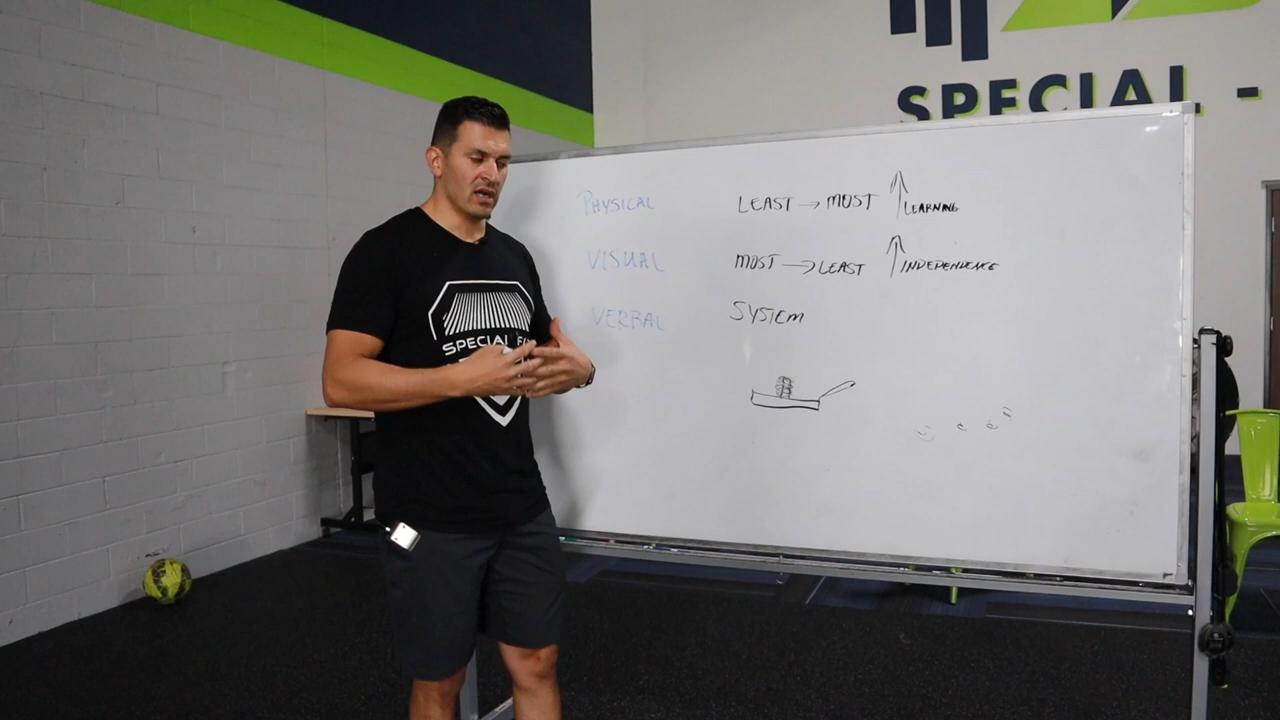 SPECIAL -
PHYSICAL LEAST → MOST ↑ LEARNING
VISUAL MOST → LEAST ↑ INDEPENDENCE
VERBAL SYSTEM
SPECIAL